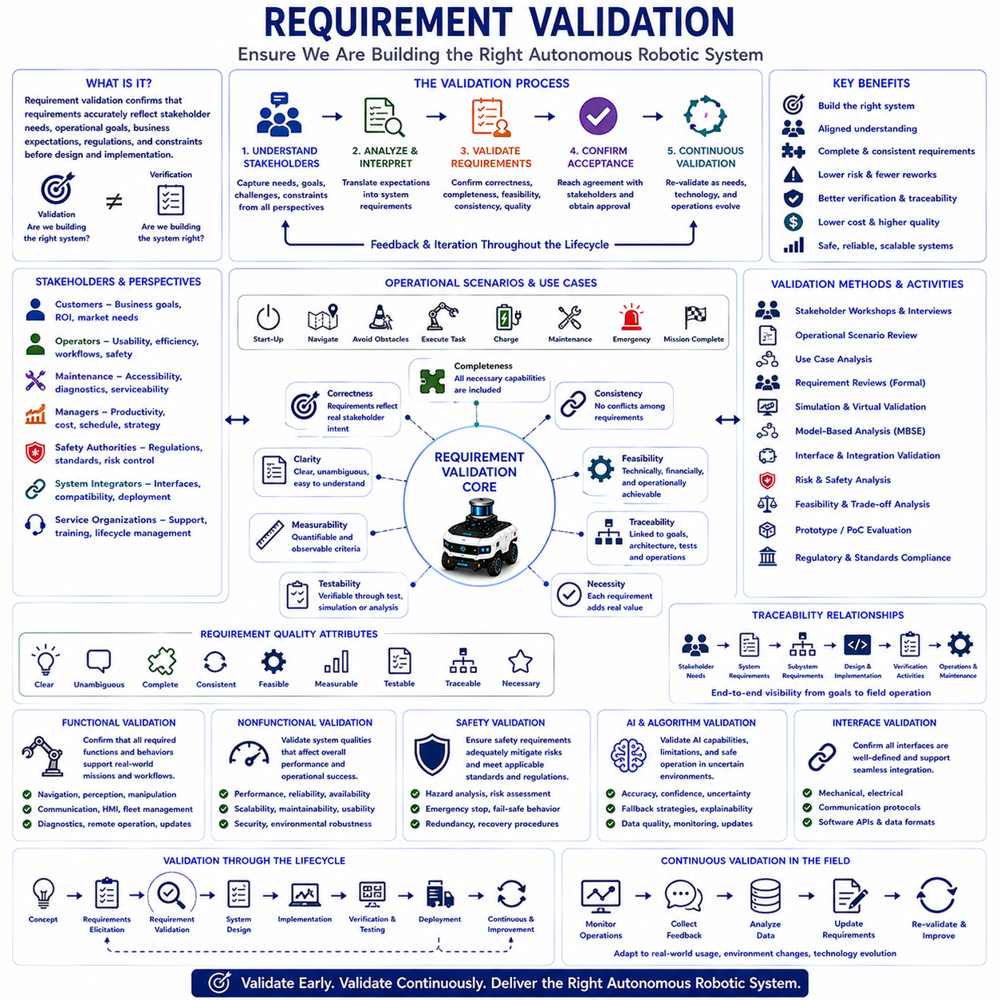 REQUIREMENT VALIDATION
Ensure We Are Building the Right Autonomous Robotic System
WHAT IS IT?
Requirement validation confirms that
requirements accurately reflect stakeholder
needs, operational goals, business
expectations, regulations, and constraints
before design and implementation.
Validation
Are we building
the right system?
≠
Verification
Are we building
the system right?
THE VALIDATION PROCESS
1. UNDERSTAND
STAKEHOLDERS
Capture needs, goals,
challenges, constraints
from all perspectives
2. ANALYZE &
INTERPRET
Translate expectations
into system
requirements
3. VALIDATE
REQUIREMENTS
Confirm correctness,
completeness, feasibility,
consistency, quality
4. CONFIRM
ACCEPTANCE
Reach agreement with
stakeholders and
obtain approval
5. CONTINUOUS
VALIDATION
Re-validate as needs,
technology, and
operations evolve
Feedback & Iteration Throughout the Lifecycle
KEY BENEFITS
Build the right system
Aligned understanding
Complete & consistent requirements
Lower risk & fewer reworks
Better verification & traceability
Lower cost & higher quality
Safe, reliable, scalable systems
STAKEHOLDERS & PERSPECTIVES
Customers – Business goals,
ROI, market needs
Operators – Usability, efficiency,
workflows, safety
Maintenance – Accessibility,
diagnostics, serviceability
Managers – Productivity,
cost, schedule, strategy
Safety Authorities – Regulations,
standards, risk control
System Integrators – Interfaces,
compatibility, deployment
Service Organizations – Support,
training, lifecycle management
OPERATIONAL SCENARIOS & USE CASES
Start-Up
Navigate
Avoid Obstacles
Execute Task
Charge
Maintenance
Emergency
Mission Complete
Completeness
All necessary capabilities
are included
Correctness
Requirements reflect
real stakeholder
intent
Consistency
No conflicts among
requirements
Clarity
Clear, unambiguous,
easy to understand
Feasibility
Technically, financially,
and operationally
achievable
REQUIREMENT
VALIDATION
CORE
Measurability
Quantifiable and
observable criteria
Traceability
Linked to goals,
architecture, tests
and operations
Testability
Verifiable through test,
simulation or analysis
Necessity
Each requirement
adds real value
VALIDATION METHODS & ACTIVITIES
Stakeholder Workshops & Interviews
Operational Scenario Review
Use Case Analysis
Requirement Reviews (Formal)
Simulation & Virtual Validation
Model-Based Analysis (MBSE)
Interface & Integration Validation
Risk & Safety Analysis
Feasibility & Trade-off Analysis
Prototype / PoC Evaluation
Regulatory & Standards Compliance
REQUIREMENT QUALITY ATTRIBUTES
Clear
Unambiguous
Complete
Consistent
Feasible
Measurable
Testable
Traceable
Necessary
TRACEABILITY RELATIONSHIPS
Stakeholder
Needs
System
Requirements
Subsystem
Requirements
Design &
Implementation
Verification
Activities
Operations &
Maintenance
End-to-end visibility from goals to field operation
FUNCTIONAL VALIDATION
Confirm that all required
functions and behaviors
support real-world
missions and workflows.
Navigation, perception, manipulation
Communication, HMI, fleet management
Diagnostics, remote operation, updates
NONFUNCTIONAL VALIDATION
Validate system qualities
that affect overall
performance and
operational success.
Performance, reliability, availability
Scalability, maintainability, usability
Security, environmental robustness
SAFETY VALIDATION
Ensure safety requirements
adequately mitigate risks
and meet applicable
standards and regulations.
Hazard analysis, risk assessment
Emergency stop, fail-safe behavior
Redundancy, recovery procedures
AI & ALGORITHM VALIDATION
Validate AI capabilities,
limitations, and safe
operation in uncertain
environments.
Accuracy, confidence, uncertainty
Fallback strategies, explainability
Data quality, monitoring, updates
INTERFACE VALIDATION
Confirm all interfaces are
well-defined and support
seamless integration.
Mechanical, electrical
Communication protocols
Software APIs & data formats
VALIDATION THROUGH THE LIFECYCLE
Concept
Requirements
Elicitation
Requirement
Validation
System
Design
Implementation
Verification &
Testing
Deployment
Continuous &
Improvement
CONTINUOUS VALIDATION IN THE FIELD
Monitor
Operations
Collect
Feedback
Analyze
Data
Update
Requirements
Re-validate &
Improve
Adapt to real-world usage, environment changes, technology evolution
Validate Early. Validate Continuously. Deliver the Right Autonomous Robotic System.